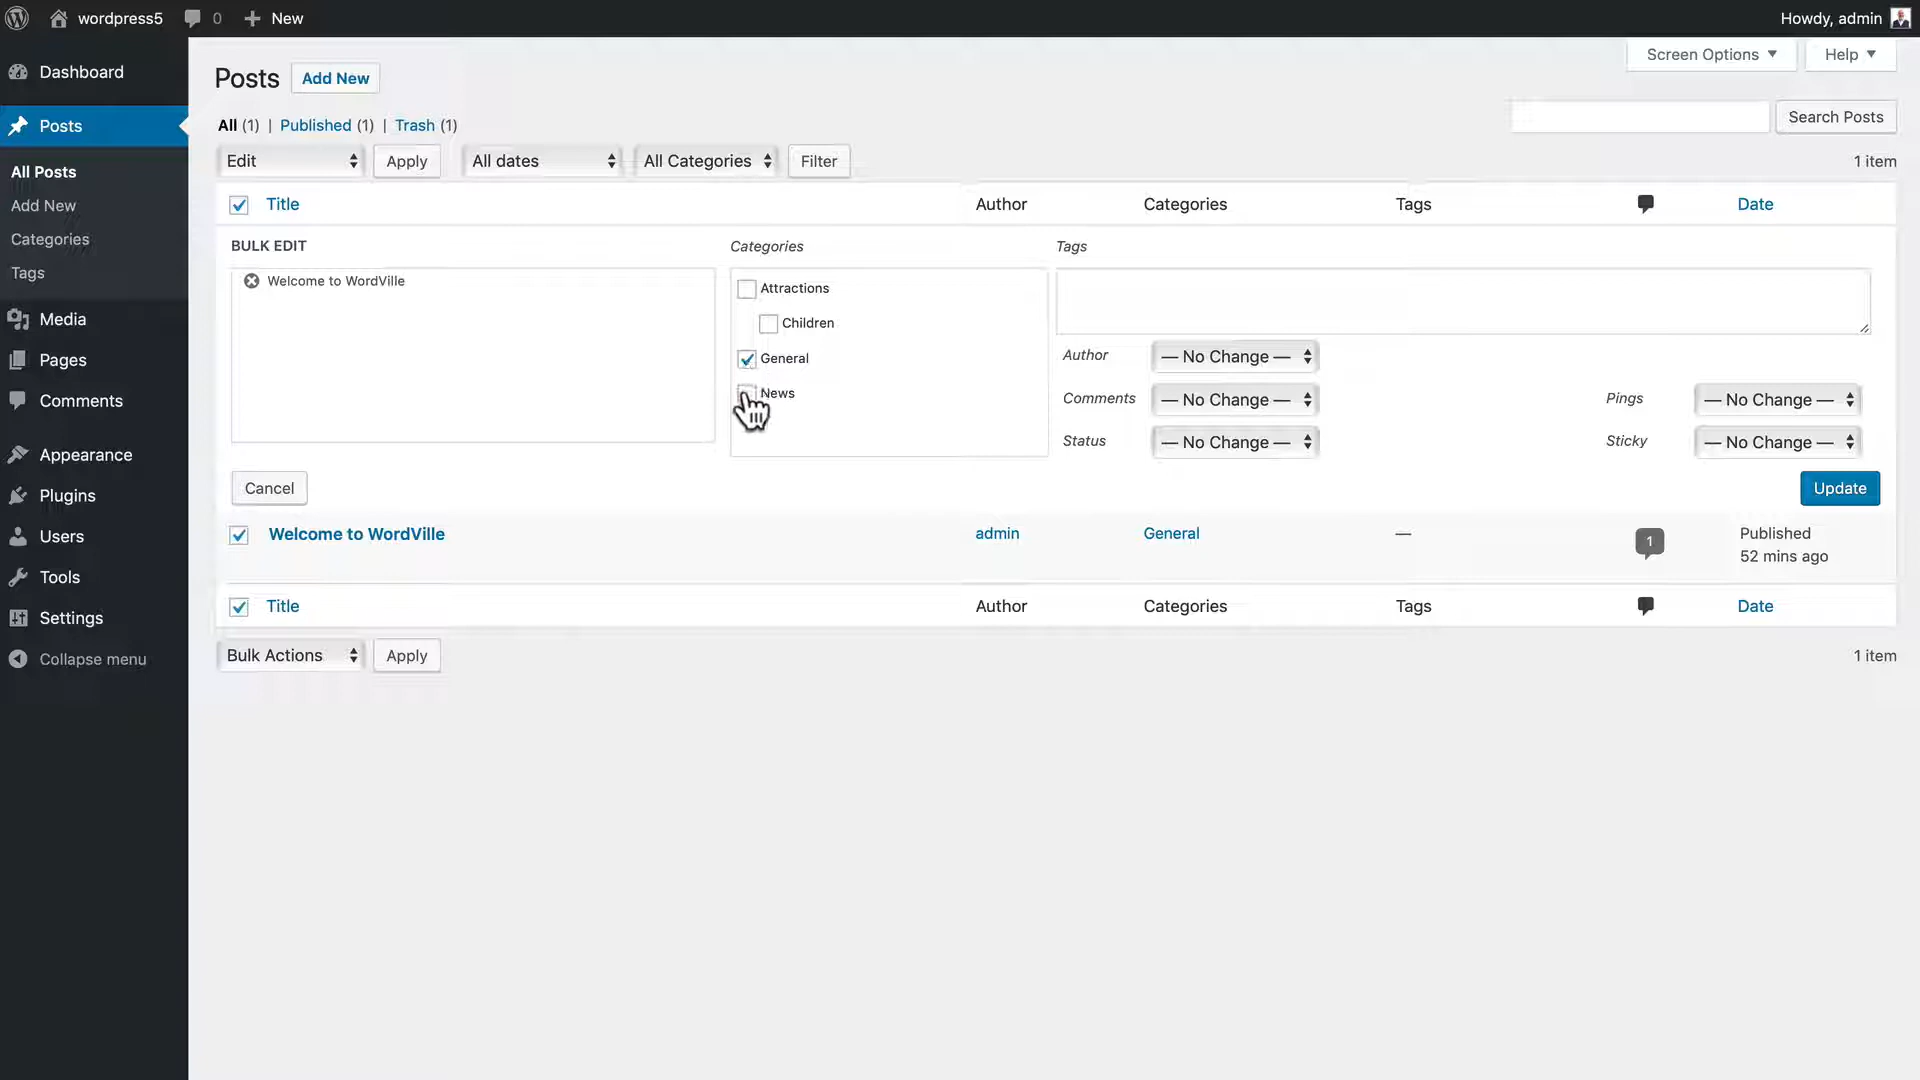 wordpress5 0 New Howdy, admin
Dashboard
Posts
All Posts
Add New
Categories
Tags
Media
Pages
Comments
Appearance
Plugins
Users
Tools
Settings
Collapse menu
Screen Options Help
Posts Add New
All (1) | Published (1) | Trash (1)
Search Posts
Edit Apply All dates All Categories Filter 1 item
Title Author Categories Tags Date
BULK EDIT Categories Tags
Welcome to WordVille
Attractions
Children
General
News
Author — No Change —
Comments — No Change — Pings — No Change —
Status — No Change — Sticky — No Change —
Cancel Update
Welcome to WordVille admin General — 1 Published
52 mins ago
Title Author Categories Tags Date
Bulk Actions Apply 1 item